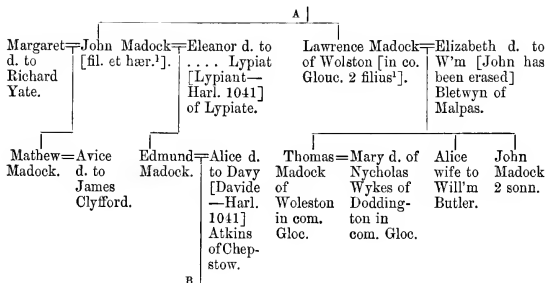 A
Margaret=John Madock=Eleanor d. to
d. to
Richard
Yate.
[fil. et hær.¹].
.... Lypiat
[Lypiant—
Harl. 1041]
of Lypiate.
Lawrence Madock=Elizabeth d. to
of Wolston [in co.
Glouc. 2 filius¹].
W'm [John has
been erased]
Bletwyn of
Malpas.
Mathew=Avice
Madock.
d. to
James
Clyfford.
Edmund=Alice d.
Madock.
to Davy
[Davide
—Harl.
1041]
Atkins
of Chep-
stow.
Thomas=Mary d. of
Madock
of
Woleston
in com.
Gloc.
Nycholas
Wykes of
Dodding-
ton in
com. Gloc.
Alice
wife to
Will'm
Butler.
John
Madock
2 sonn.
B